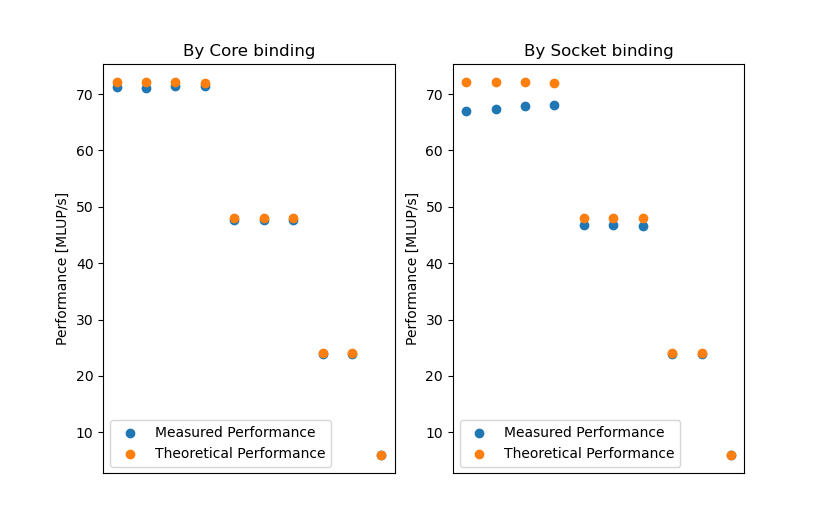 By Core binding
Performance [MLUP/s]
70
60
50
40
30
20
10
Measured Performance
Theoretical Performance
By Socket binding
Performance [MLUP/s]
70
60
50
40
30
20
10
Measured Performance
Theoretical Performance